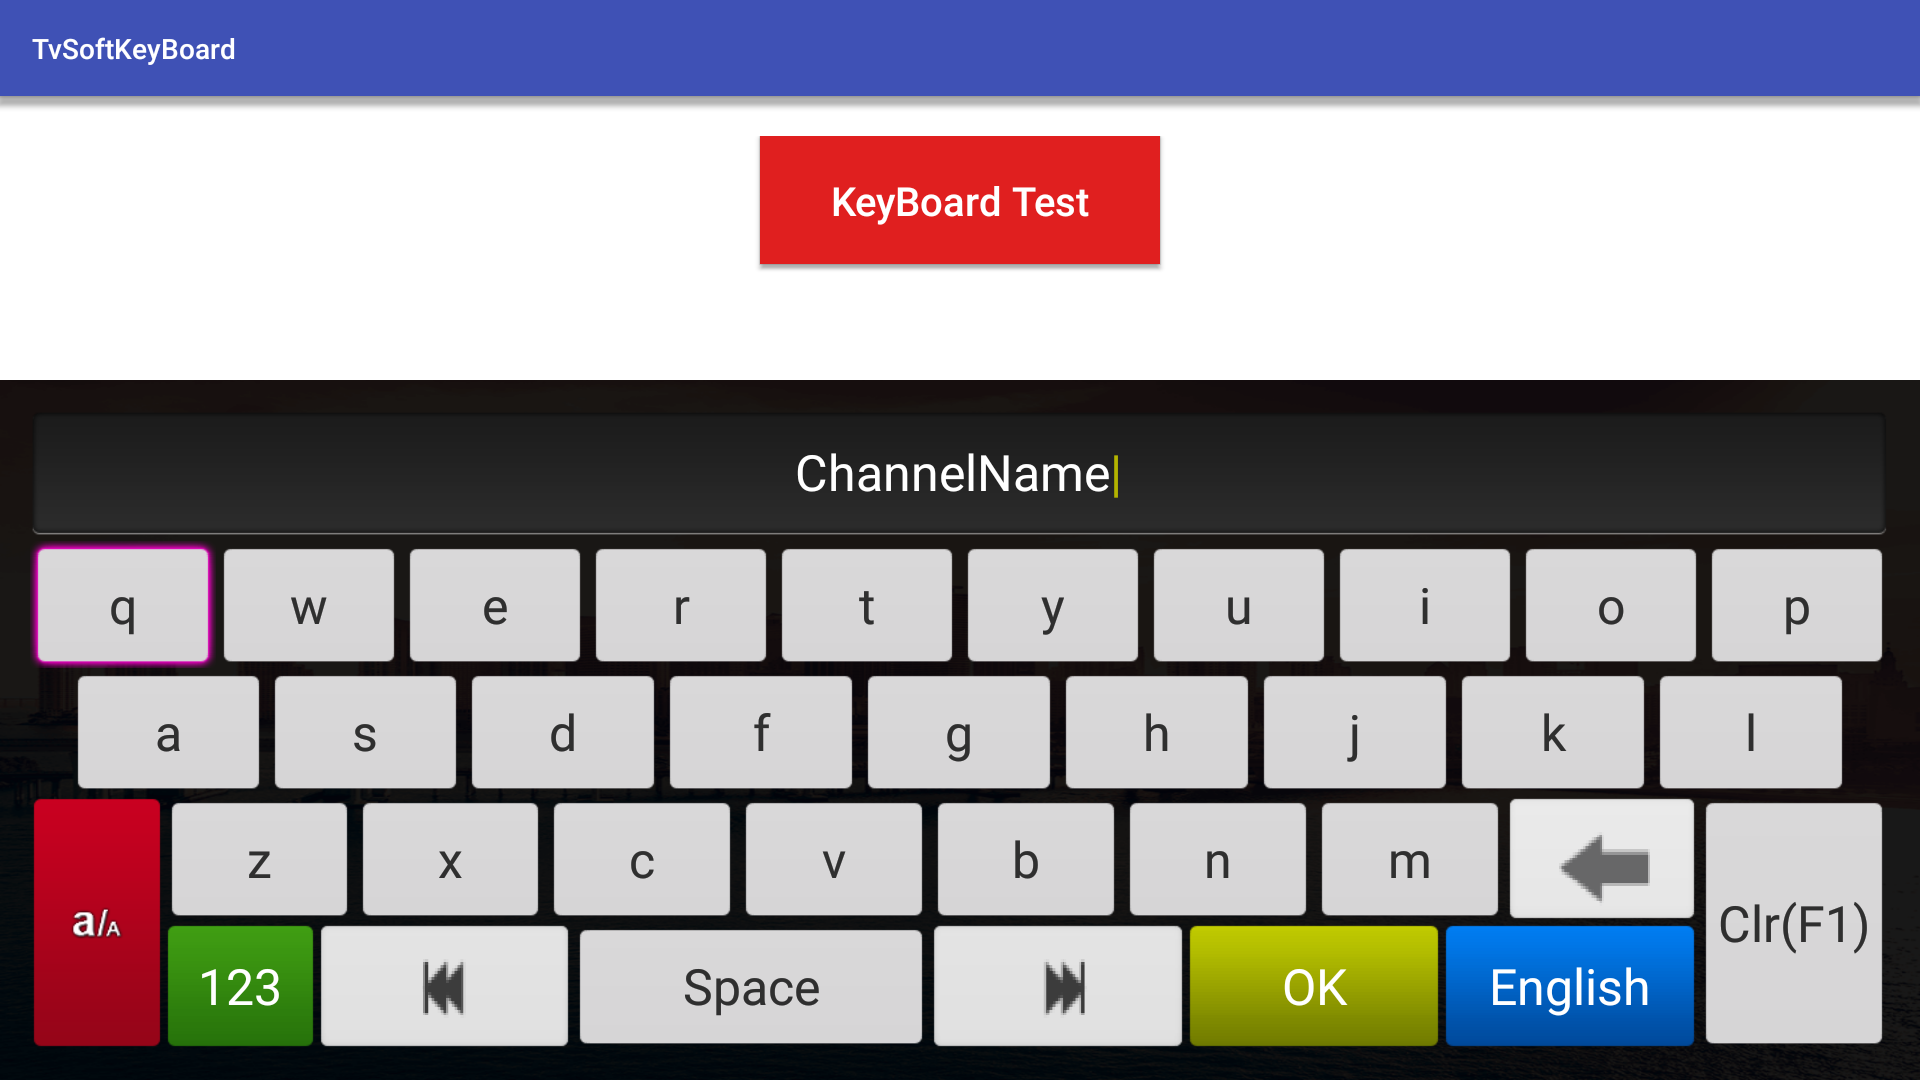 TvSoftKeyBoard
KeyBoard Test
ChannelName
q w e r t y u i o p
a s d f g h j k l
a/A z x c v b n m Clr(F1)
123 Space OK English